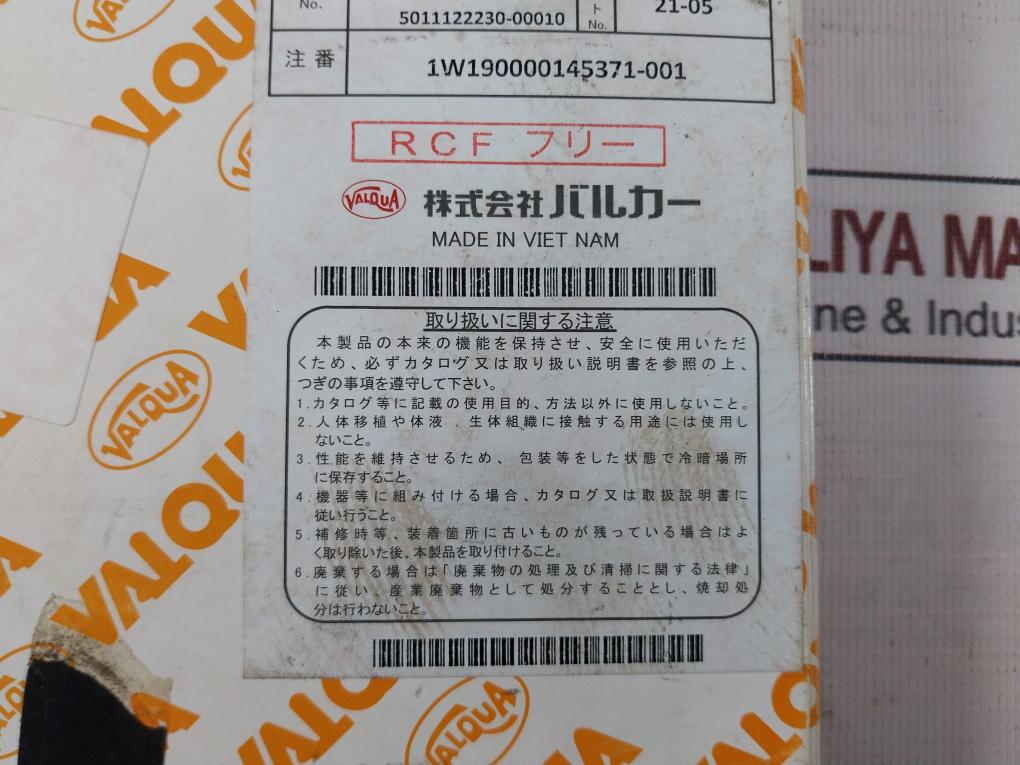 No.
5011122230-00010
ト
No.
21-05
注番
1W190000145371-001
RCF フリー
VALQUA 株式会社バルカー
MADE IN VIET NAM
取り扱いに関する注意
本製品の本来の機能を保持させ、安全に使用いただ
くため、必ずカタログ又は取り扱い説明書を参照の上、
つぎの事項を遵守して下さい。
1.カタログ等に記載の使用目的、方法以外に使用しないこと。
2.人体移植や体液．生体組織に接触する用途には使用し
ないこと。
3.性能を維持させるため、包装等をした状態で冷暗場所
に保存すること。
4.機器等に組み付ける場合、カタログ又は取扱説明書に
従い行うこと。
5.補修時等、装着箇所に古いものが残っている場合はよ
く取り除いた後、本製品を取り付けること。
6.廃棄する場合は「廃棄物の処理及び清掃に関する法律」
に従い、産業廃棄物として処分することとし、焼却処
分は行わないこと。
VALQUA
VALQUA
VALQUA
VALQUA
LIYA MA
ne & Indus